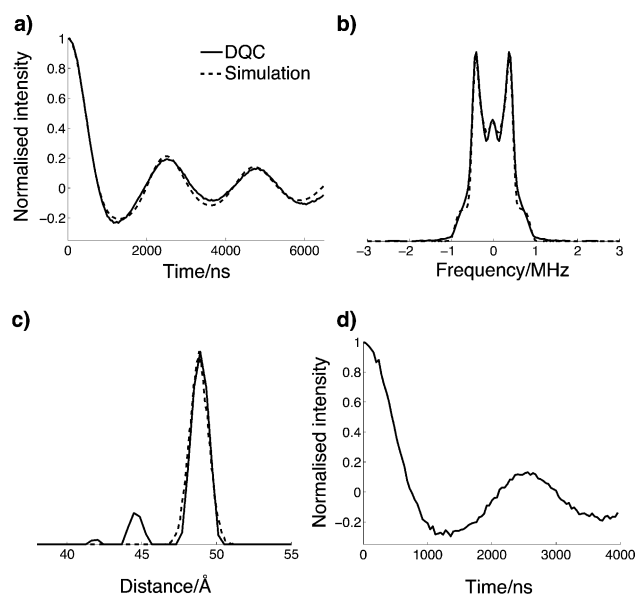 a)
Normalised intensity
1
0.8
0.6
0.4
0.2
0
−0.2
0
2000
4000
6000
Time/ns
DQC
Simulation
b)
−3
−2
−1
0
1
2
3
Frequency/MHz
c)
40
45
50
55
Distance/Å
d)
Normalised intensity
1
0.8
0.6
0.4
0.2
0
−0.2
0
1000
2000
3000
4000
Time/ns